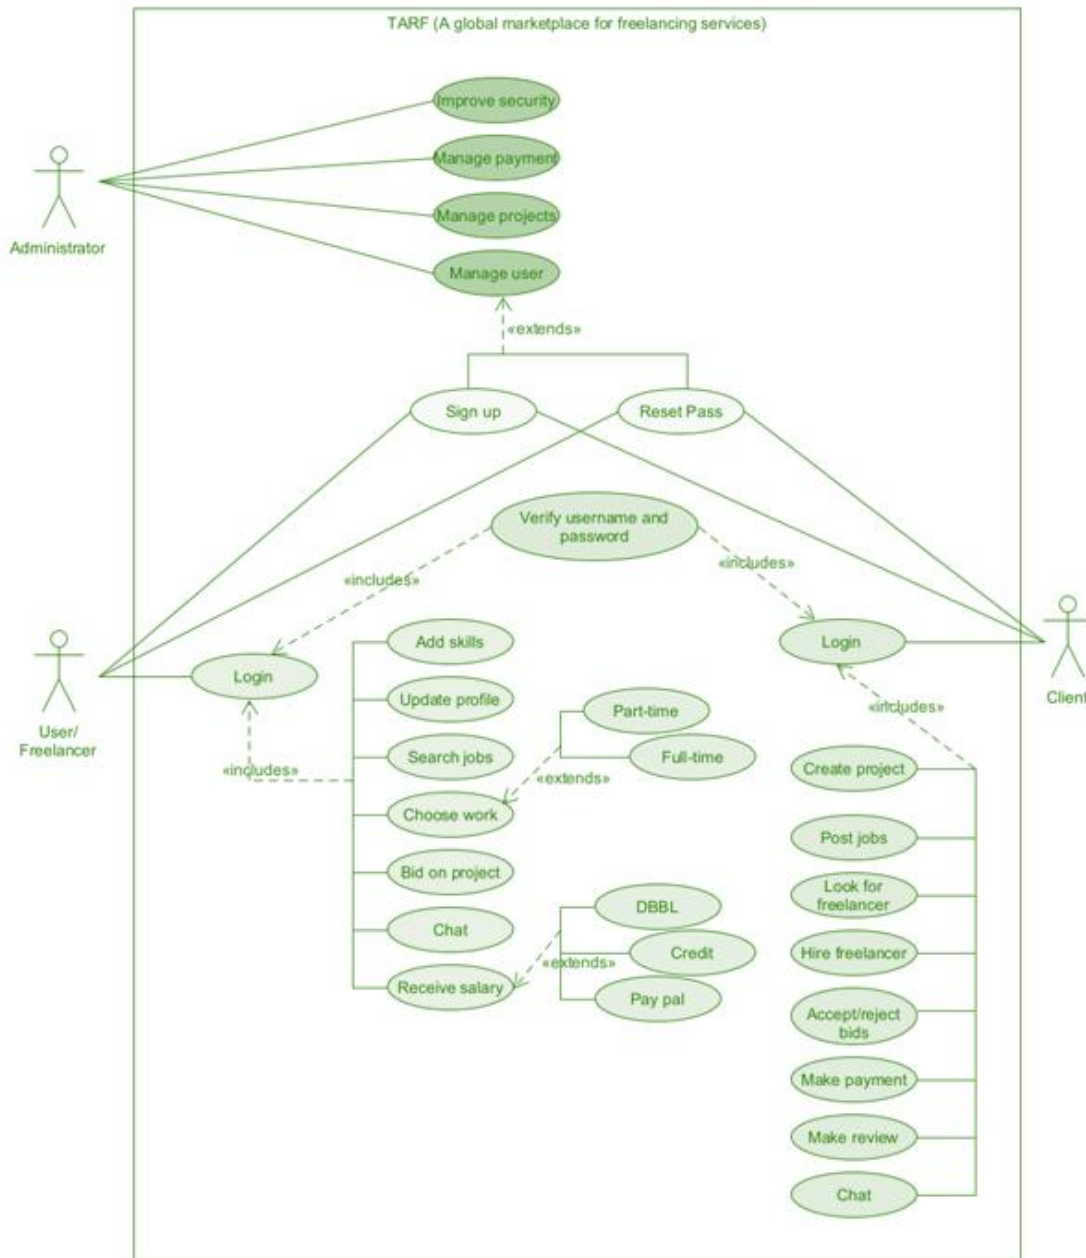 TARF (A global marketplace for freelancing services)
Improve security
Manage payment
Manage projects
Manage user
Administrator
«extends»
Sign up
Reset Pass
Verify username and
password
«includes»
«includes»
Login
User/
Freelancer
Login
Client
«includes»
«includes»
Add skills
Update profile
Search jobs
Choose work
Bid on project
Chat
Receive salary
Part-time
Full-time
«extends»
DBBL
Credit
Pay pal
«extends»
Create project
Post jobs
Look for
freelancer
Hire freelancer
Accept/reject
bids
Make payment
Make review
Chat